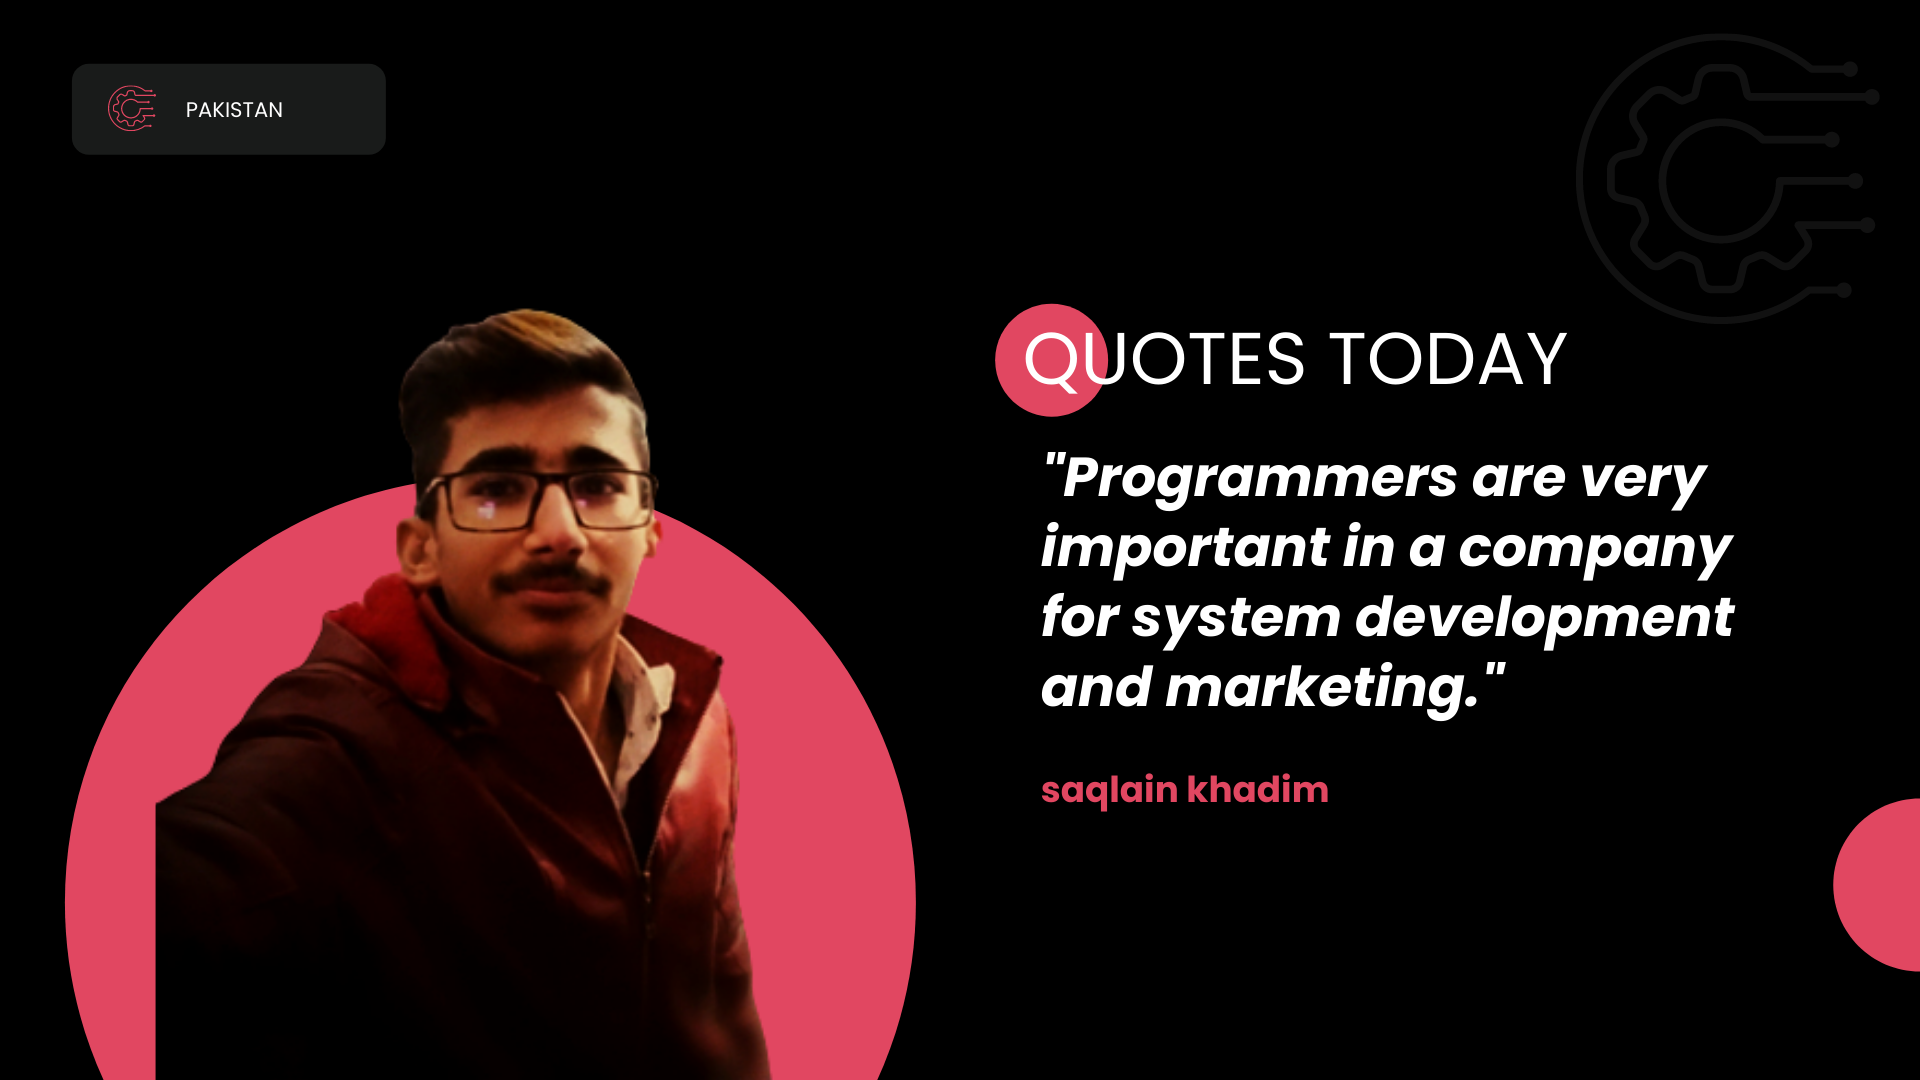 PAKISTAN
QUOTES TODAY
"Programmers are very
important in a company
for system development
and marketing."
saqlain khadim